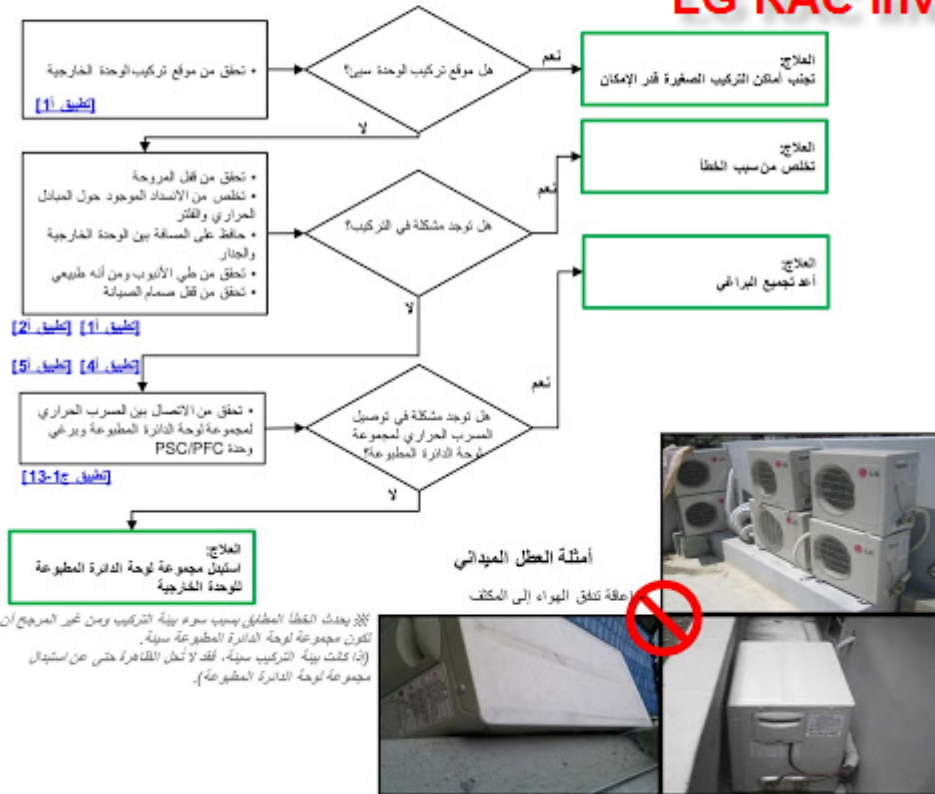 LG RAC Inv
• تحقق من موقع تركيب الوحدة الخارجية
[تطبيق أ1]
هل موقع تركيب الوحدة سيئ؟
نعم
العلاج:
تجنب أماكن التركيب الصغيرة قدر الإمكان
لا
• تحقق من قفل المروحة
• تخلص من الانسداد الموجود حول المبادل
الحراري والفلتر
• حافظ على المسافة بين الوحدة الخارجية
والجدار
• تحقق من طي الأنبوب ومن أنه طبيعي
• تحقق من قفل صمام الصيانة
[تطبيق أ1] [تطبيق أ2]
[تطبيق أ4] [تطبيق أ5]
هل توجد مشكلة في التركيب؟
نعم
العلاج:
تخلص من سبب الخطأ
لا
• تحقق من الاتصال بين المسرب الحراري
لمجموعة لوحة الدائرة المطبوعة وبرغي
وحدة PSC/PFC
[تطبيق ج1-13]
هل توجد مشكلة في توصيل
المسرب الحراري لمجموعة
لوحة الدائرة المطبوعة؟
نعم
العلاج:
أعد تجميع البراغي
لا
العلاج:
استبدل مجموعة لوحة الدائرة المطبوعة
للوحدة الخارجية
※ يحدث الخطأ المطابق بسبب سوء بيئة التركيب ومن غير المرجح أن
تكون مجموعة لوحة الدائرة المطبوعة سيئة.
(إذا كانت بيئة التركيب سيئة، فقد لا تحل الظاهرة حتى عن استبدال
مجموعة لوحة الدائرة المطبوعة).
أمثلة العطل الميداني
إعاقة تدفق الهواء إلى المكثف
LG
LG